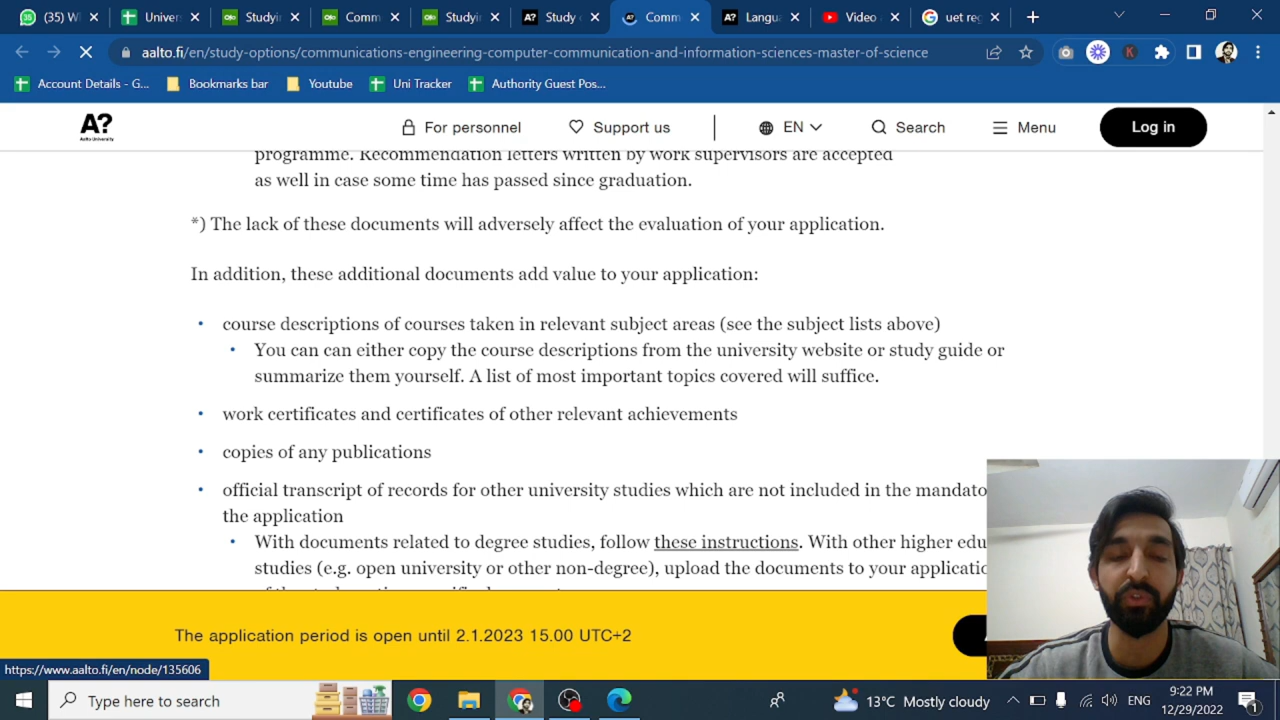 (35) W
Univer
Studyin
Comm
Studyin
A? Study
Comm
A? Langu
Video
uet reg
aalto.fi/en/study-options/communications-engineering-computer-communication-and-information-sciences-master-of-science
K
Account Details - G...
Bookmarks bar
Youtube
Uni Tracker
Authority Guest Pos...
A?
Aalto University
For personnel
Support us
EN
Search
Menu
Log in
programme. Recommendation letters written by work supervisors are accepted
as well in case some time has passed since graduation.
*) The lack of these documents will adversely affect the evaluation of your application.
In addition, these additional documents add value to your application:
• course descriptions of courses taken in relevant subject areas (see the subject lists above)
• You can can either copy the course descriptions from the university website or study guide or
summarize them yourself. A list of most important topics covered will suffice.
• work certificates and certificates of other relevant achievements
• copies of any publications
• official transcript of records for other university studies which are not included in the mandato
the application
• With documents related to degree studies, follow these instructions. With other higher edu
studies (e.g. open university or other non-degree), upload the documents to your applicatio
The application period is open until 2.1.2023 15.00 UTC+2
https://www.aalto.fi/en/node/135606
Type here to search
13°C Mostly cloudy
ENG
9:22 PM
12/29/2022
1